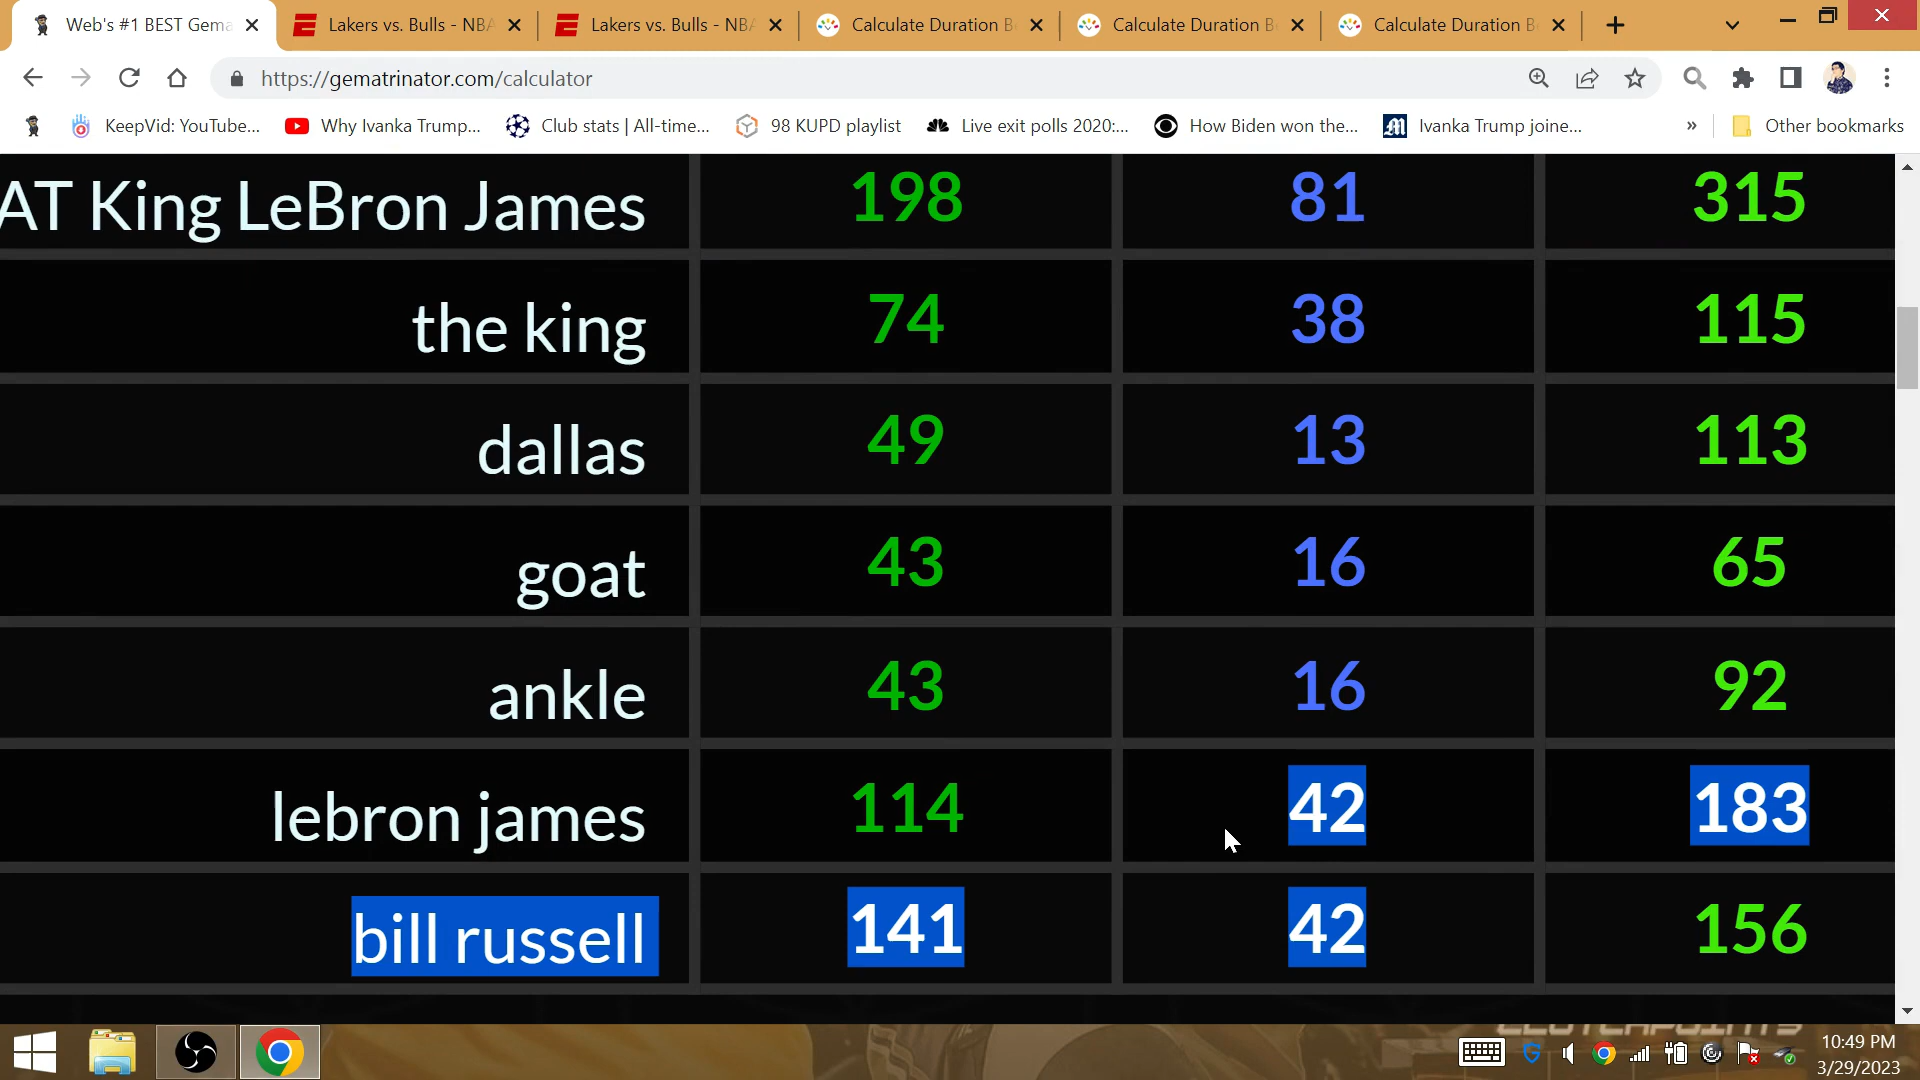 Web's #1 BEST Gema
Lakers vs. Bulls - NBA
Lakers vs. Bulls - NBA
Calculate Duration B
Calculate Duration B
Calculate Duration B
https://gematrinator.com/calculator
KeepVid: YouTube...
Why Ivanka Trump...
Club stats | All-time...
98 KUPD playlist
Live exit polls 2020:...
How Biden won the...
Ivanka Trump joine...
»
Other bookmarks
AT King LeBron James 198 81 315
the king 74 38 115
dallas 49 13 113
goat 43 16 65
ankle 43 16 92
lebron james 114 42 183
bill russell 141 42 156
CLUTCHPOINTS
10:49 PM
3/29/2023